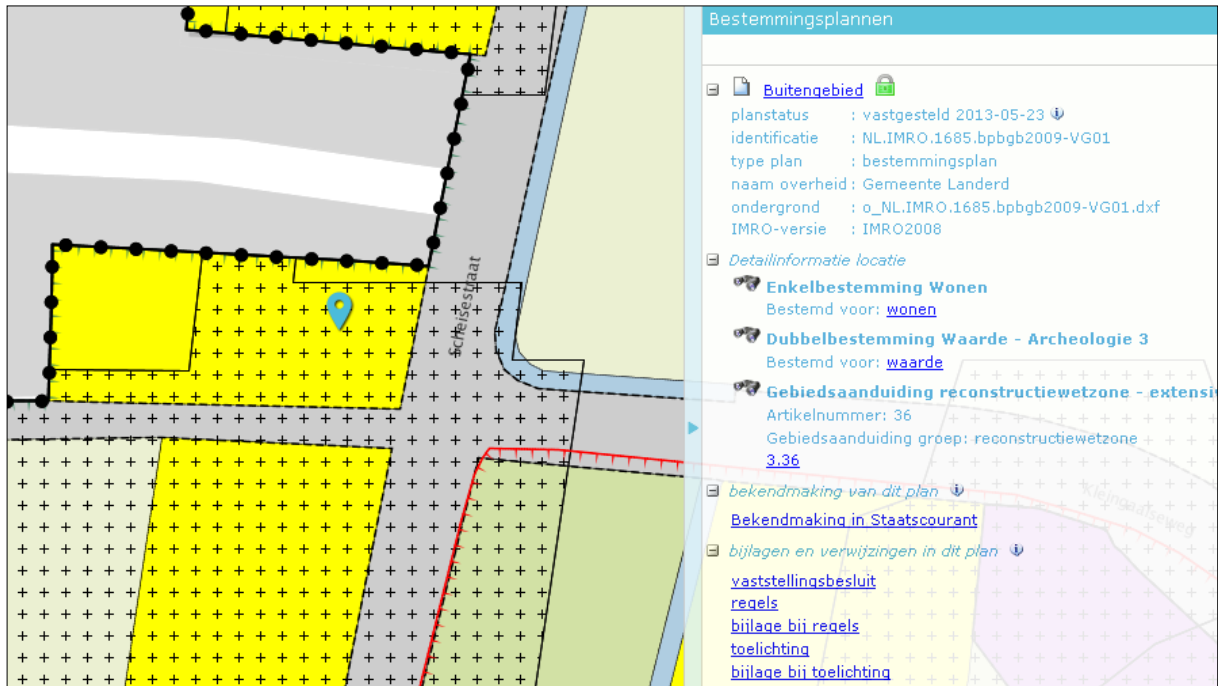 Scheisestraat
Bestemmingsplannen
Buitengebied
planstatus : vastgesteld 2013-05-23
identificatie : NL.IMRO.1685.bpbgb2009-VG01
type plan : bestemmingsplan
naam overheid : Gemeente Landerd
ondergrond : o_NL.IMRO.1685.bpbgb2009-VG01.dxf
IMRO-versie : IMRO2008
Detailinformatie locatie
Enkelbestemming Wonen
Bestemd voor: wonen
Dubbelbestemming Waarde - Archeologie 3
Bestemd voor: waarde
Gebiedsaanduiding reconstructiewetzone - extensiv
Artikelnummer: 36
Gebiedsaanduiding groep: reconstructiewetzone
3.36
bekendmaking van dit plan
Bekendmaking in Staatscourant
bijlagen en verwijzingen in dit plan
vaststellingsbesluit
regels
bijlage bij regels
toelichting
bijlage bij toelichting